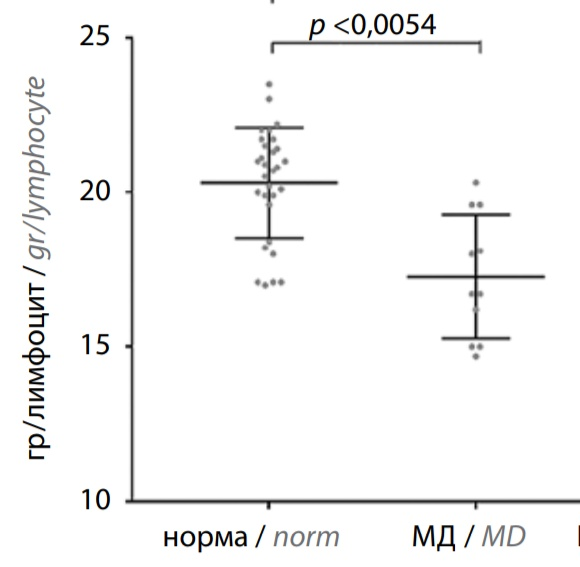 p <0,0054
25
20
15
10
гр/лимфоцит / gr/lymphocyte
норма / norm
МД / MD